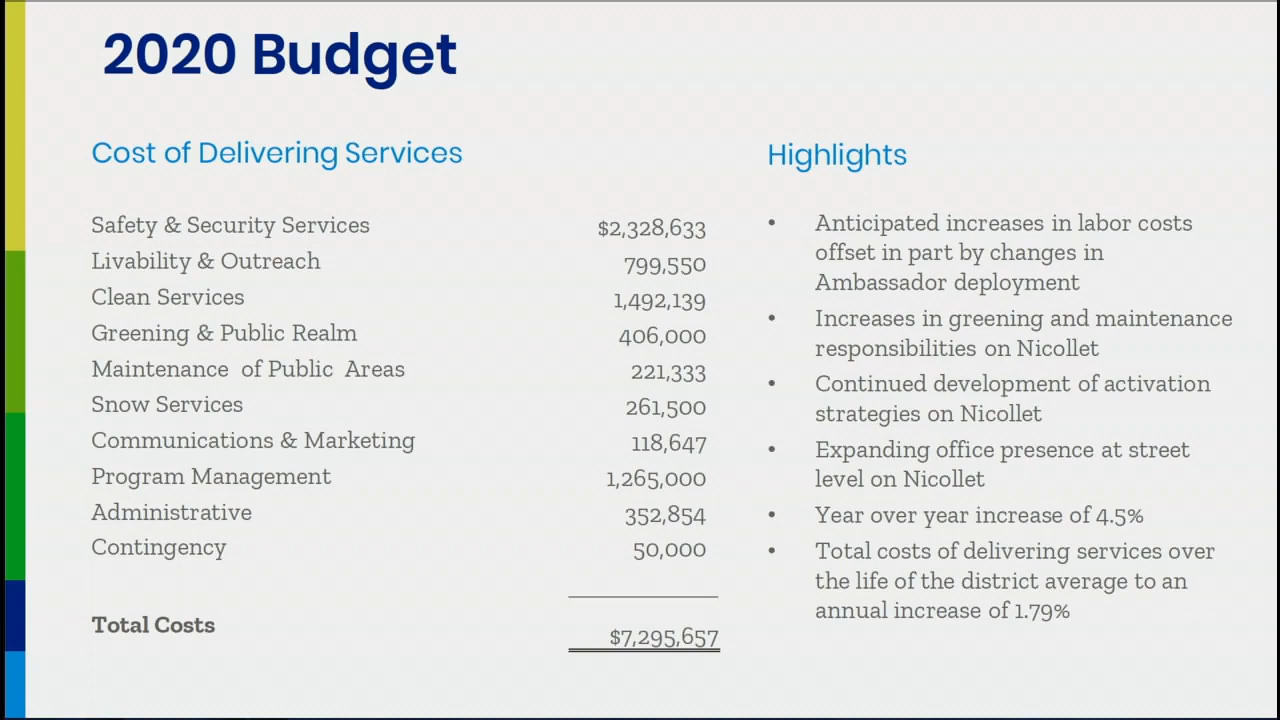 2020 Budget
Cost of Delivering Services
Safety & Security Services $2,328,633
Livability & Outreach 799,550
Clean Services 1,492,139
Greening & Public Realm 406,000
Maintenance of Public Areas 221,333
Snow Services 261,500
Communications & Marketing 118,647
Program Management 1,265,000
Administrative 352,854
Contingency 50,000
Total Costs $7,295,657
Highlights
• Anticipated increases in labor costs
offset in part by changes in
Ambassador deployment
• Increases in greening and maintenance
responsibilities on Nicollet
• Continued development of activation
strategies on Nicollet
• Expanding office presence at street
level on Nicollet
• Year over year increase of 4.5%
• Total costs of delivering services over
the life of the district average to an
annual increase of 1.79%